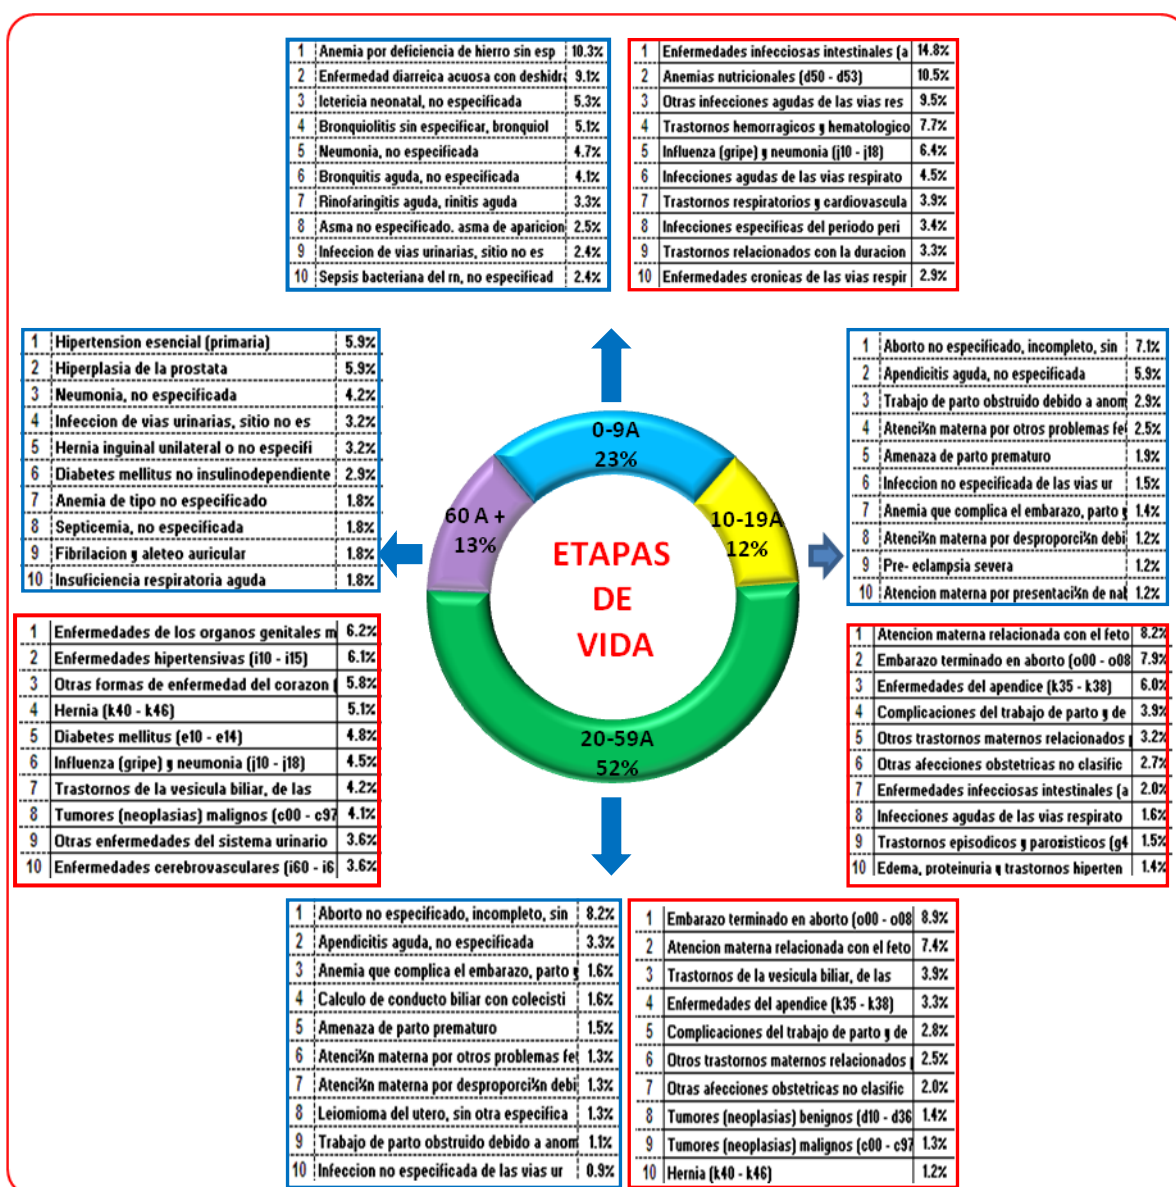 1 Anemia por deficiencia de hierro sin esp 10.3%
2 Enfermedad diarreica acuosa con deshidra 9.1%
3 Ictericia neonatal, no especificada 5.3%
4 Bronquiolitis sin especificar, bronquiol 5.1%
5 Neumonia, no especificada 4.7%
6 Bronquitis aguda, no especificada 4.1%
7 Rinofaringitis aguda, rinitis aguda 3.3%
8 Asma no especificado. asma de aparicion 2.5%
9 Infeccion de vias urinarias, sitio no es 2.4%
10 Sepsis bacteriana del rn, no especificad 2.4%
1 Enfermedades infecciosas intestinales (a 14.8%
2 Anemias nutricionales (d50 - d53) 10.5%
3 Otras infecciones agudas de las vias res 9.5%
4 Trastornos hemorragicos y hematologico 7.7%
5 Influenza (gripe) y neumonia (j10 - j18) 6.4%
6 Infecciones agudas de las vias respirato 4.5%
7 Trastornos respiratorios y cardiovascula 3.9%
8 Infecciones especificas del periodo peri 3.4%
9 Trastornos relacionados con la duracion 3.3%
10 Enfermedades cronicas de las vias respir 2.9%
1 Hipertension esencial (primaria) 5.9%
2 Hiperplasia de la prostata 5.9%
3 Neumonia, no especificada 4.2%
4 Infeccion de vias urinarias, sitio no es 3.2%
5 Hernia inguinal unilateral o no especifi 3.2%
6 Diabetes mellitus no insulinodependiente 2.9%
7 Anemia de tipo no especificado 1.8%
8 Septicemia, no especificada 1.8%
9 Fibrilacion y aleteo auricular 1.8%
10 Insuficiencia respiratoria aguda 1.8%
0-9A
23%
10-19A
12%
60 A +
13%
ETAPAS
DE
VIDA
20-59A
52%
1 Aborto no especificado, incompleto, sin 7.1%
2 Apendicitis aguda, no especificada 5.9%
3 Trabajo de parto obstruido debido a anom 2.9%
4 Atenci¾n materna por otros problemas fe 2.5%
5 Amenaza de parto prematuro 1.9%
6 Infeccion no especificada de las vias ur 1.5%
7 Anemia que complica el embarazo, parto y 1.4%
8 Atenci¾n materna por desproporci¾n debi 1.2%
9 Pre- eclampsia severa 1.2%
10 Atencion materna por presentaci¾n de nal 1.2%
1 Enfermedades de los organos genitales m 6.2%
2 Enfermedades hipertensivas (i10 - i15) 6.1%
3 Otras formas de enfermedad del corazon ( 5.8%
4 Hernia (k40 - k46) 5.1%
5 Diabetes mellitus (e10 - e14) 4.8%
6 Influenza (gripe) y neumonia (j10 - j18) 4.5%
7 Trastornos de la vesicula biliar, de las 4.2%
8 Tumores (neoplasias) malignos (c00 - c97 4.1%
9 Otras enfermedades del sistema urinario 3.6%
10 Enfermedades cerebrovasculares (i60 - i6 3.6%
1 Atencion materna relacionada con el feto 8.2%
2 Embarazo terminado en aborto (o00 - o08 7.9%
3 Enfermedades del apendice (k35 - k38) 6.0%
4 Complicaciones del trabajo de parto y de 3.9%
5 Otros trastornos maternos relacionados 3.2%
6 Otras afecciones obstetricas no clasific 2.7%
7 Enfermedades infecciosas intestinales (a 2.0%
8 Infecciones agudas de las vias respirato 1.6%
9 Trastornos episodicos y paroxisticos (g4 1.5%
10 Edema, proteinuria y trastornos hiperten 1.4%
1 Aborto no especificado, incompleto, sin 8.2%
2 Apendicitis aguda, no especificada 3.3%
3 Anemia que complica el embarazo, parto y 1.6%
4 Calculo de conducto biliar con colecisti 1.6%
5 Amenaza de parto prematuro 1.5%
6 Atenci¾n materna por otros problemas fe 1.3%
7 Atenci¾n materna por desproporci¾n debi 1.3%
8 Leiomioma del utero, sin otra especifica 1.3%
9 Trabajo de parto obstruido debido a anom 1.1%
10 Infeccion no especificada de las vias ur 0.9%
1 Embarazo terminado en aborto (o00 - o08 8.9%
2 Atencion materna relacionada con el feto 7.4%
3 Trastornos de la vesicula biliar, de las 3.9%
4 Enfermedades del apendice (k35 - k38) 3.3%
5 Complicaciones del trabajo de parto y de 2.8%
6 Otros trastornos maternos relacionados 2.5%
7 Otras afecciones obstetricas no clasific 2.0%
8 Tumores (neoplasias) benignos (d10 - d36 1.4%
9 Tumores (neoplasias) malignos (c00 - c97 1.3%
10 Hernia (k40 - k46) 1.2%